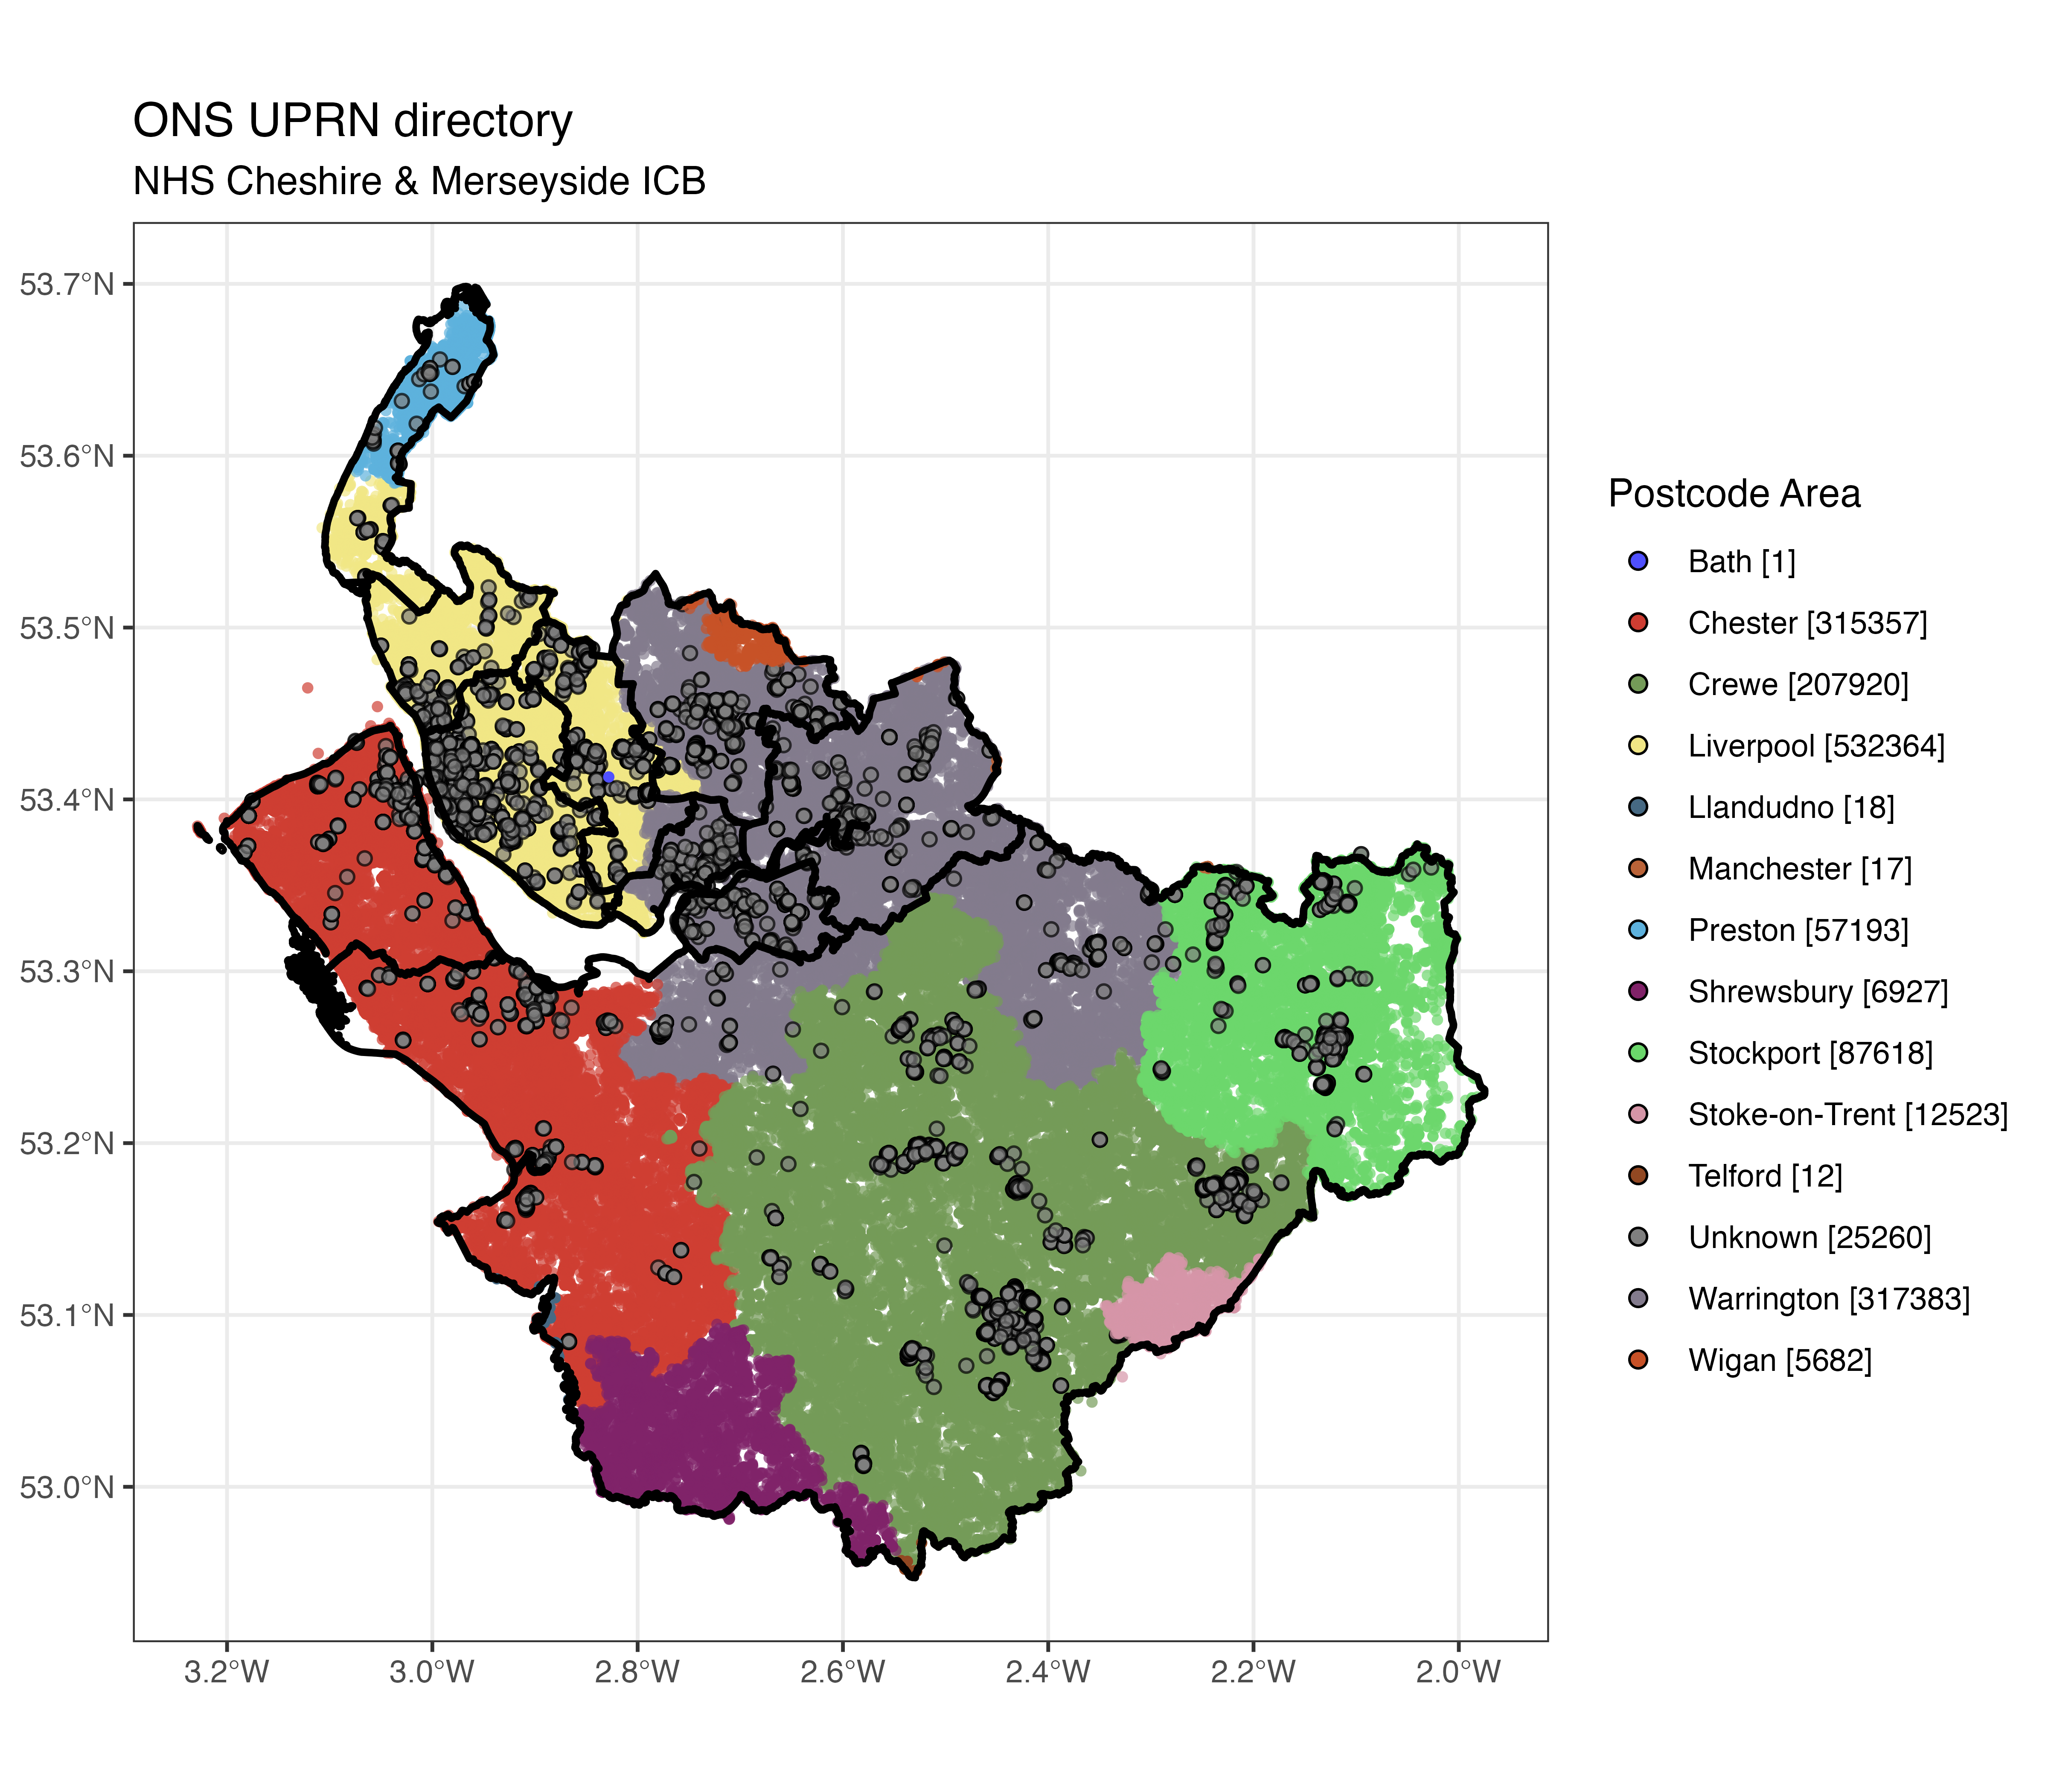 ONS UPRN directory
NHS Cheshire & Merseyside ICB
53.7°N
53.6°N
53.5°N
53.4°N
53.3°N
53.2°N
53.1°N
53.0°N
3.2°W
3.0°W
2.8°W
2.6°W
2.4°W
2.2°W
2.0°W
Postcode Area
Bath [1]
Chester [315357]
Crewe [207920]
Liverpool [532364]
Llandudno [18]
Manchester [17]
Preston [57193]
Shrewsbury [6927]
Stockport [87618]
Stoke-on-Trent [12523]
Telford [12]
Unknown [25260]
Warrington [317383]
Wigan [5682]